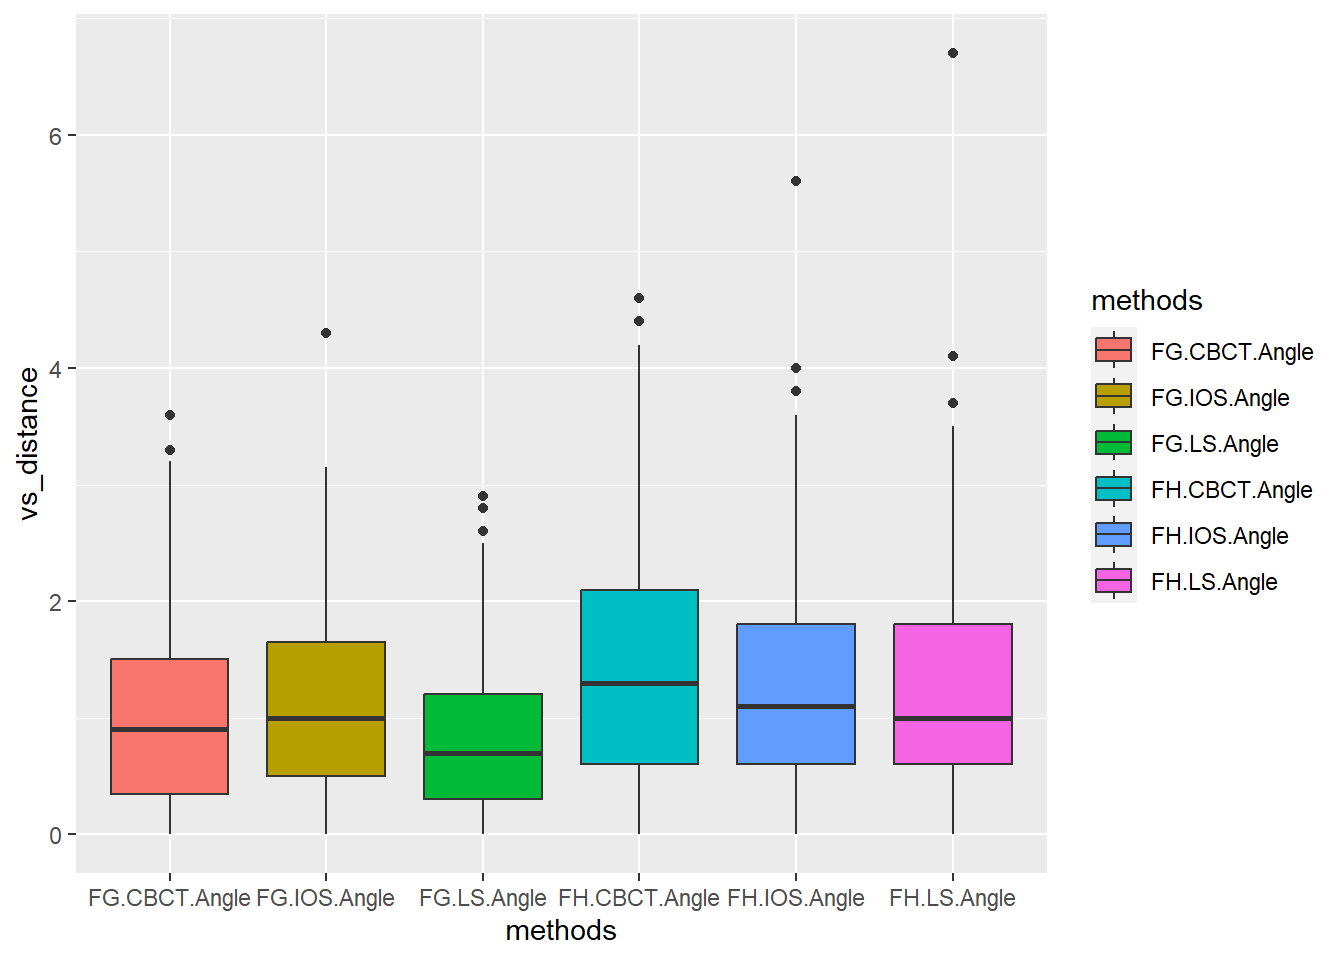 vs_distance
6
4
2
0
FG.CBCT.Angle FG.IOS.Angle FG.LS.Angle FH.CBCT.Angle FH.IOS.Angle FH.LS.Angle
methods
methods
FG.CBCT.Angle
FG.IOS.Angle
FG.LS.Angle
FH.CBCT.Angle
FH.IOS.Angle
FH.LS.Angle